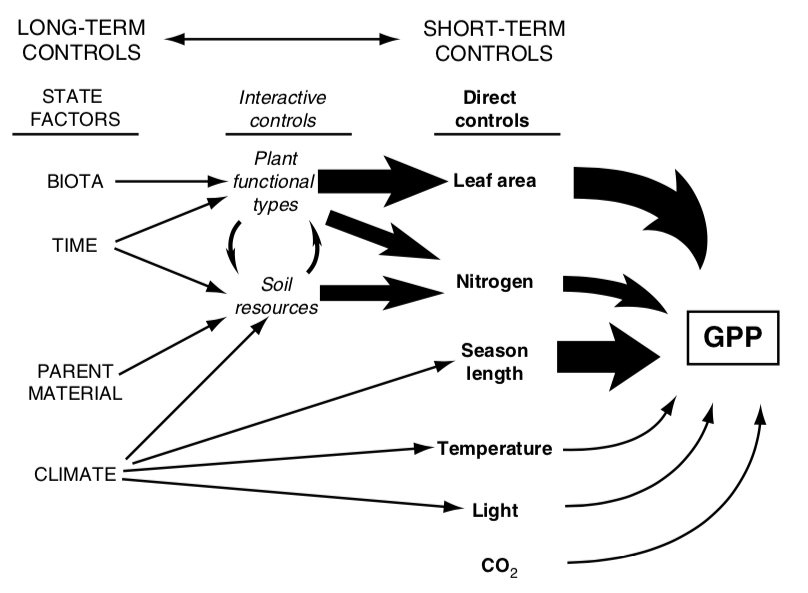 LONG-TERM
CONTROLS
SHORT-TERM
CONTROLS
STATE
FACTORS
Interactive
controls
Direct
controls
BIOTA
Plant
functional
types
Leaf area
TIME
Soil
resources
Nitrogen
GPP
PARENT
MATERIAL
Season
length
CLIMATE
Temperature
Light
CO₂